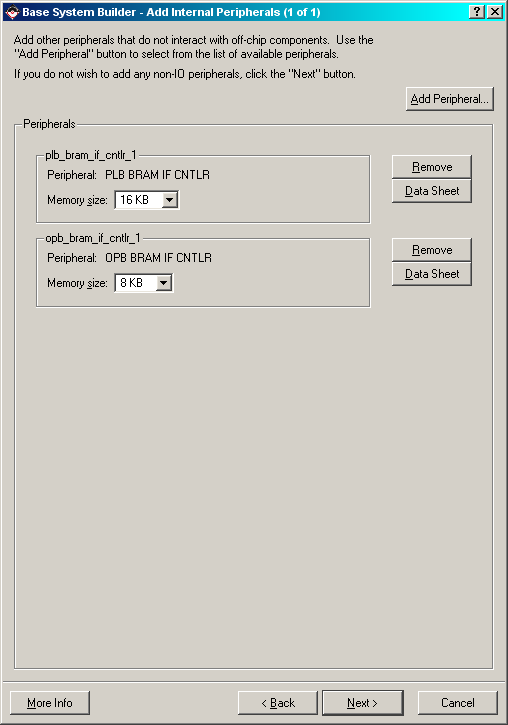 Base System Builder - Add Internal Peripherals (1 of 1)
Add other peripherals that do not interact with off-chip components. Use the
"Add Peripheral" button to select from the list of available peripherals.
If you do not wish to add any non-IO peripherals, click the "Next" button.
Add Peripheral...
Peripherals
plb_bram_if_cntlr_1
Peripheral: PLB BRAM IF CNTLR
Remove
Memory size: 16 KB
Data Sheet
opb_bram_if_cntlr_1
Peripheral: OPB BRAM IF CNTLR
Remove
Memory size: 8 KB
Data Sheet
More Info < Back Next > Cancel